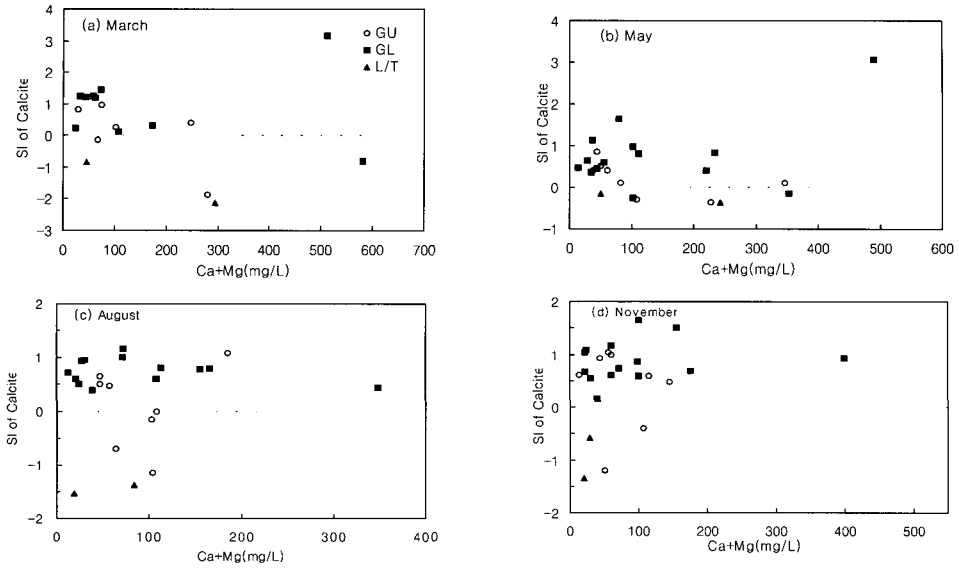 (a) March
GU
GL
L/T
4
3
2
1
0
−1
−2
−3
SI of Calcite
0 100 200 300 400 500 600 700
Ca+Mg(mg/L)
(b) May
4
3
2
1
0
−1
SI of Calcite
0 100 200 300 400 500 600
Ca+Mg(mg/L)
(c) August
2
1
0
−1
−2
SI of Calcite
0 100 200 300 400
Ca+Mg(mg/L)
(d) November
2
1
0
−1
−2
SI of Calcite
0 100 200 300 400 500
Ca+Mg(mg/L)